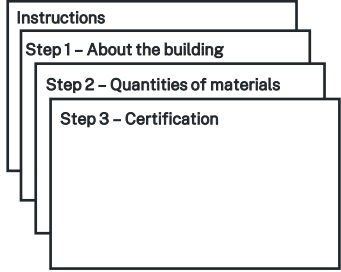 Instructions
Step 1 – About the building
Step 2 – Quantities of materials
Step 3 – Certification